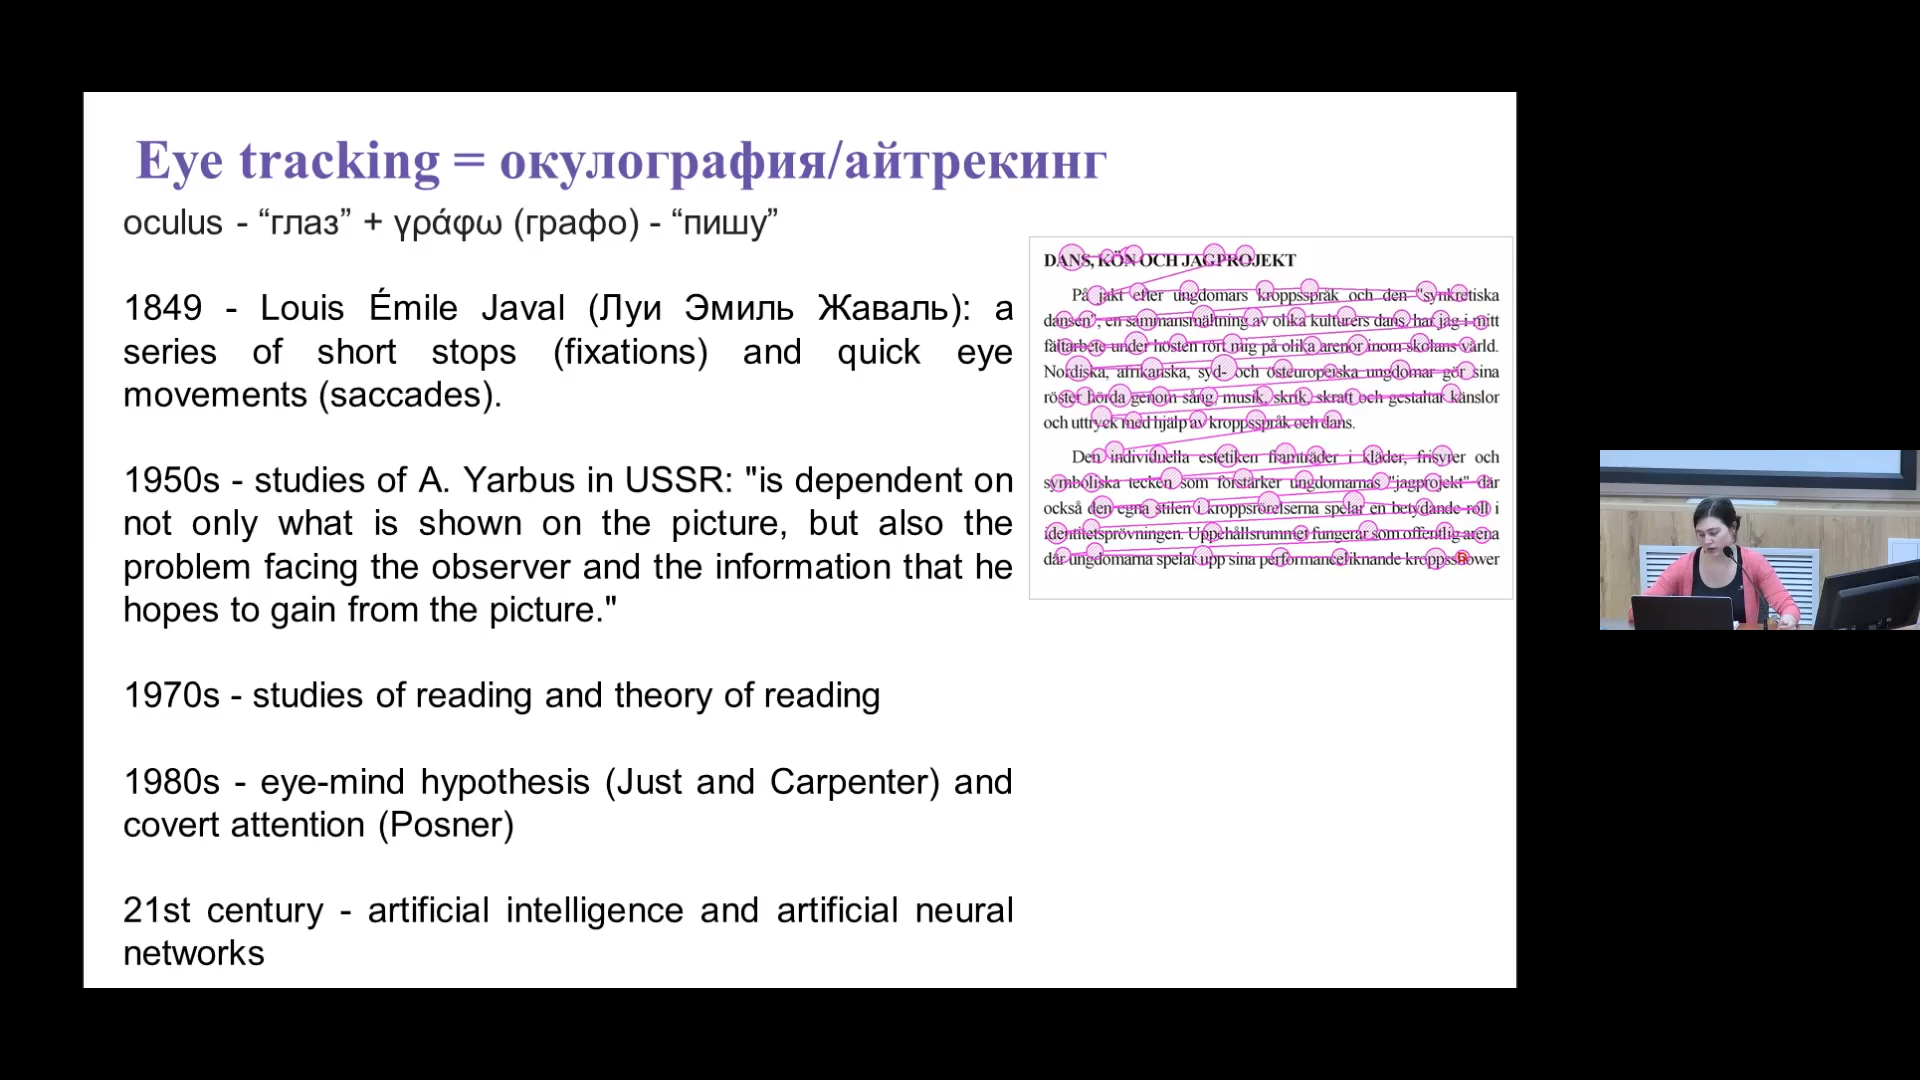 Eye tracking = окулография/айтрекинг
oculus - “глаз” + γράφω (графо) - “пишу”
1849 - Louis Émile Javal (Луи Эмиль Жаваль): a
series of short stops (fixations) and quick eye
movements (saccades).
1950s - studies of A. Yarbus in USSR: "is dependent on
not only what is shown on the picture, but also the
problem facing the observer and the information that he
hopes to gain from the picture."
1970s - studies of reading and theory of reading
1980s - eye-mind hypothesis (Just and Carpenter) and
covert attention (Posner)
21st century - artificial intelligence and artificial neural
networks
DANS, KÖN OCH JAGPROJEKT
På jakt efter ungdomars kroppsspråk och den "synkretiska
dansen", en sammansmältning av olika kulturers dans, har jag i mitt
fältarbete under hösten rört mig på olika arenor inom skolans värld.
Nordiska, afrikanska, syd- och östeuropeiska ungdomar gör sina
röster hörda genom sång, musik, skrik, skratt och gestaltar känslor
och uttryck med hjälp av kroppsspråk och dans.
Den individuella estetiken framträder i kläder, frisyrer och
symboliska tecken som förstärker ungdomarnas "jagprojekt" där
också den egna stilen i kroppsrörelserna spelar en betydande roll i
identitetsprövningen. Uppehållsrummet fungerar som offentlig arena
där ungdomarna spelar upp sina performanceliknande kroppsshower